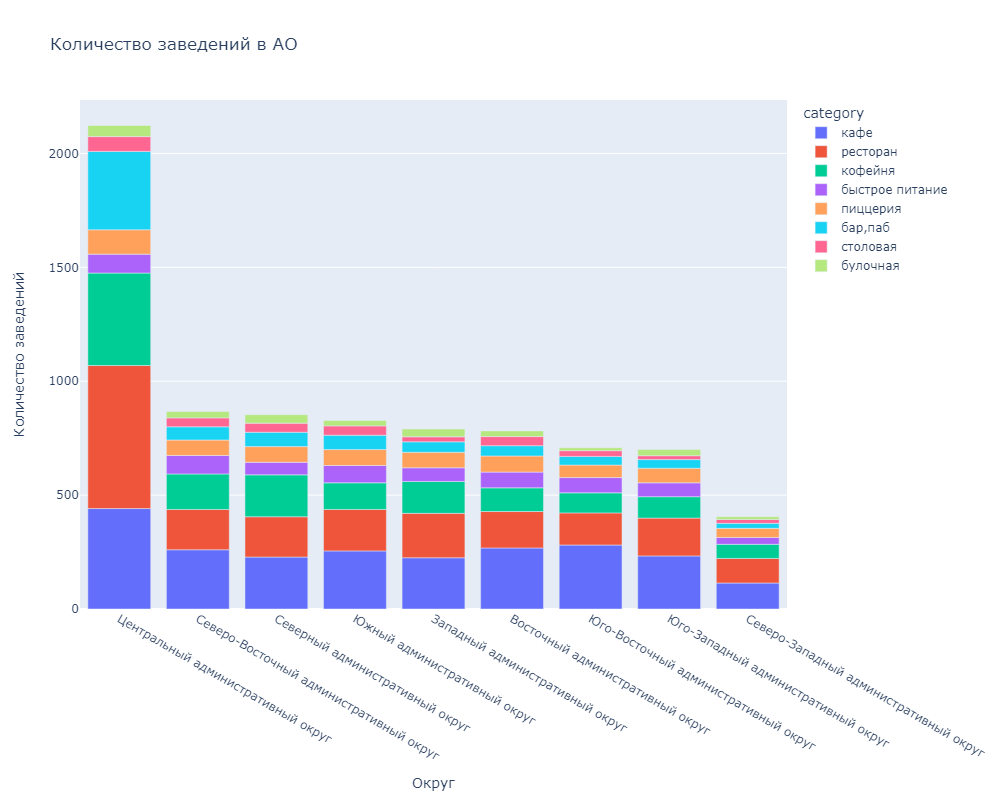 Количество заведений в АО
Количество заведений
2000
1500
1000
500
0
category
кафе
ресторан
кофейня
быстрое питание
пиццерия
бар,паб
столовая
булочная
Центральный административный округ
Северо-Восточный административный округ
Северный административный округ
Южный административный округ
Западный административный округ
Восточный административный округ
Юго-Восточный административный округ
Юго-Западный административный округ
Северо-Западный административный округ
Округ